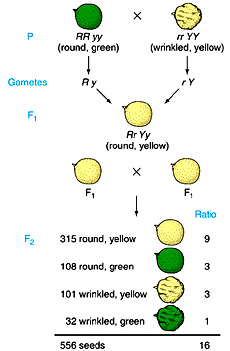 P RR yy × rr YY
(round, green) (wrinkled, yellow)
Gametes R y r Y
F1
Rr Yy
(round, yellow)
×
F1 F1
Ratio
F2 315 round, yellow 9
108 round, green 3
101 wrinkled, yellow 3
32 wrinkled, green 1
556 seeds 16